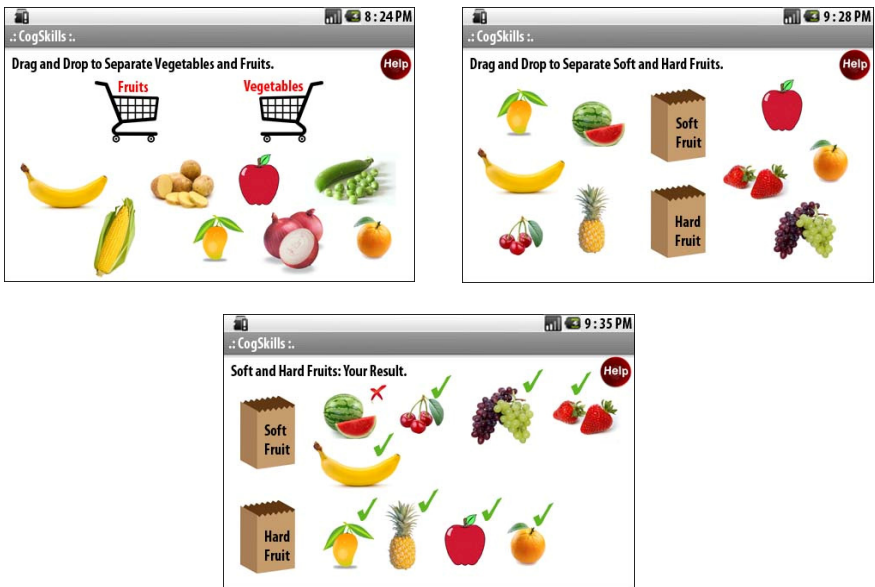 8 : 24 PM
.: CogSkills :.
Drag and Drop to Separate Vegetables and Fruits.
Help
Fruits
Vegetables
9 : 28 PM
.: CogSkills :.
Drag and Drop to Separate Soft and Hard Fruits.
Help
Soft
Fruit
Hard
Fruit
9 : 35 PM
.: CogSkills :.
Soft and Hard Fruits: Your Result.
Help
Soft
Fruit
Hard
Fruit